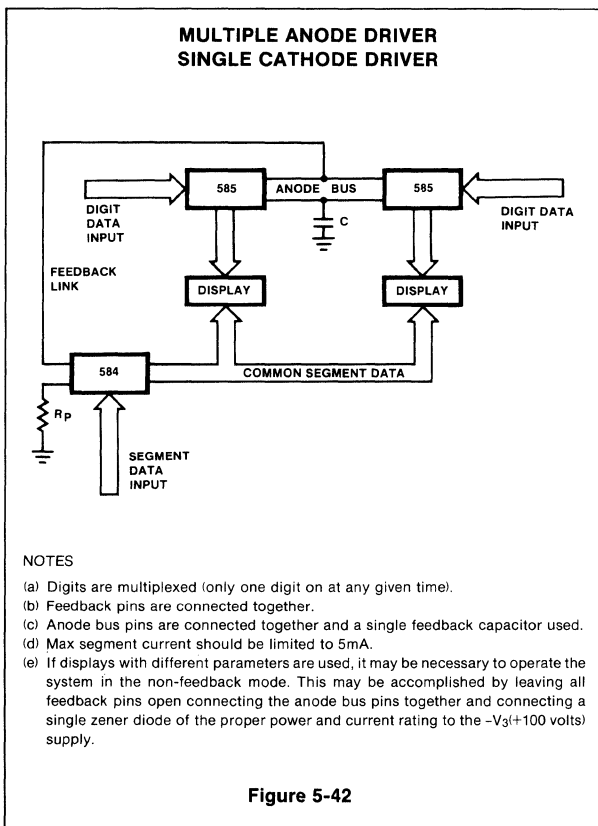 MULTIPLE ANODE DRIVER
SINGLE CATHODE DRIVER
585
ANODE BUS
585
DIGIT
DATA
INPUT
C
DIGIT DATA
INPUT
FEEDBACK
LINK
DISPLAY
DISPLAY
584
COMMON SEGMENT DATA
RP
SEGMENT
DATA
INPUT
NOTES
(a) Digits are multiplexed (only one digit on at any given time).
(b) Feedback pins are connected together.
(c) Anode bus pins are connected together and a single feedback capacitor used.
(d) Max segment current should be limited to 5mA.
(e) If displays with different parameters are used, it may be necessary to operate the
system in the non-feedback mode. This may be accomplished by leaving all
feedback pins open connecting the anode bus pins together and connecting a
single zener diode of the proper power and current rating to the –V3(+100 volts)
supply.
Figure 5-42